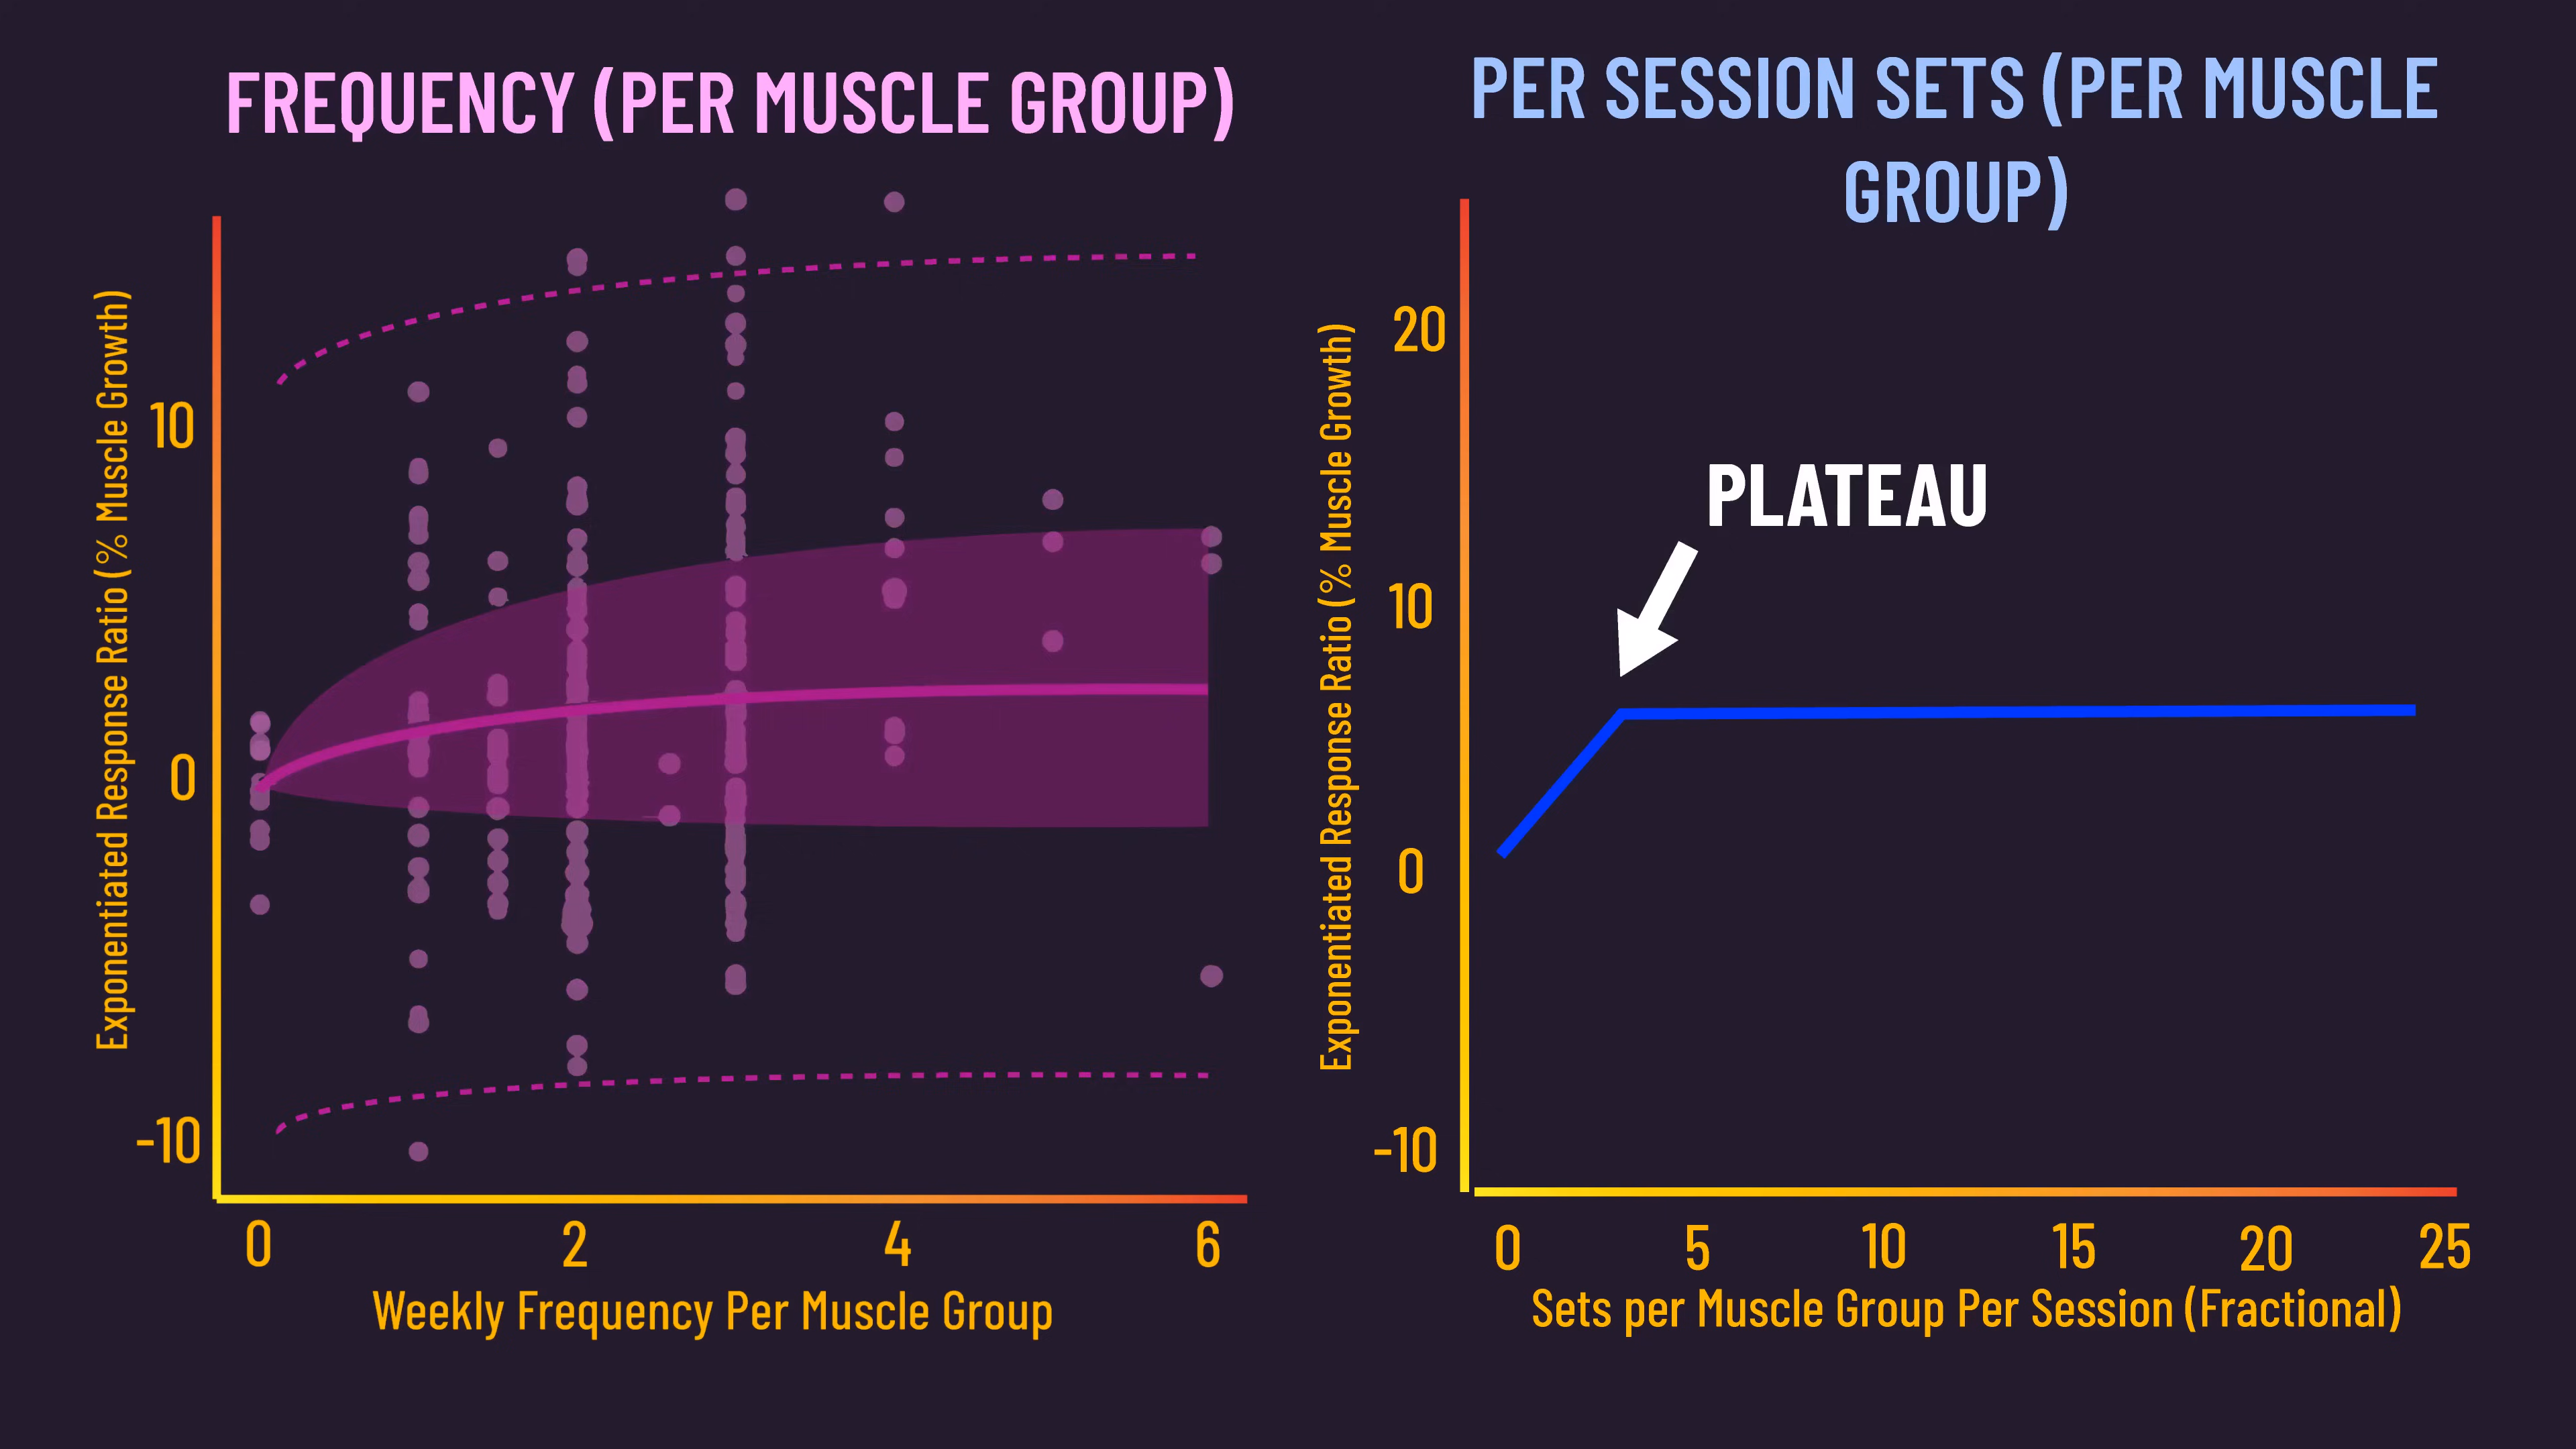 FREQUENCY (PER MUSCLE GROUP)
Exponentiated Response Ratio (% Muscle Growth)
10
0
-10
0 2 4 6
Weekly Frequency Per Muscle Group
PER SESSION SETS (PER MUSCLE
GROUP)
Exponentiated Response Ratio (% Muscle Growth)
20
10
0
-10
PLATEAU
0 5 10 15 20 25
Sets per Muscle Group Per Session (Fractional)